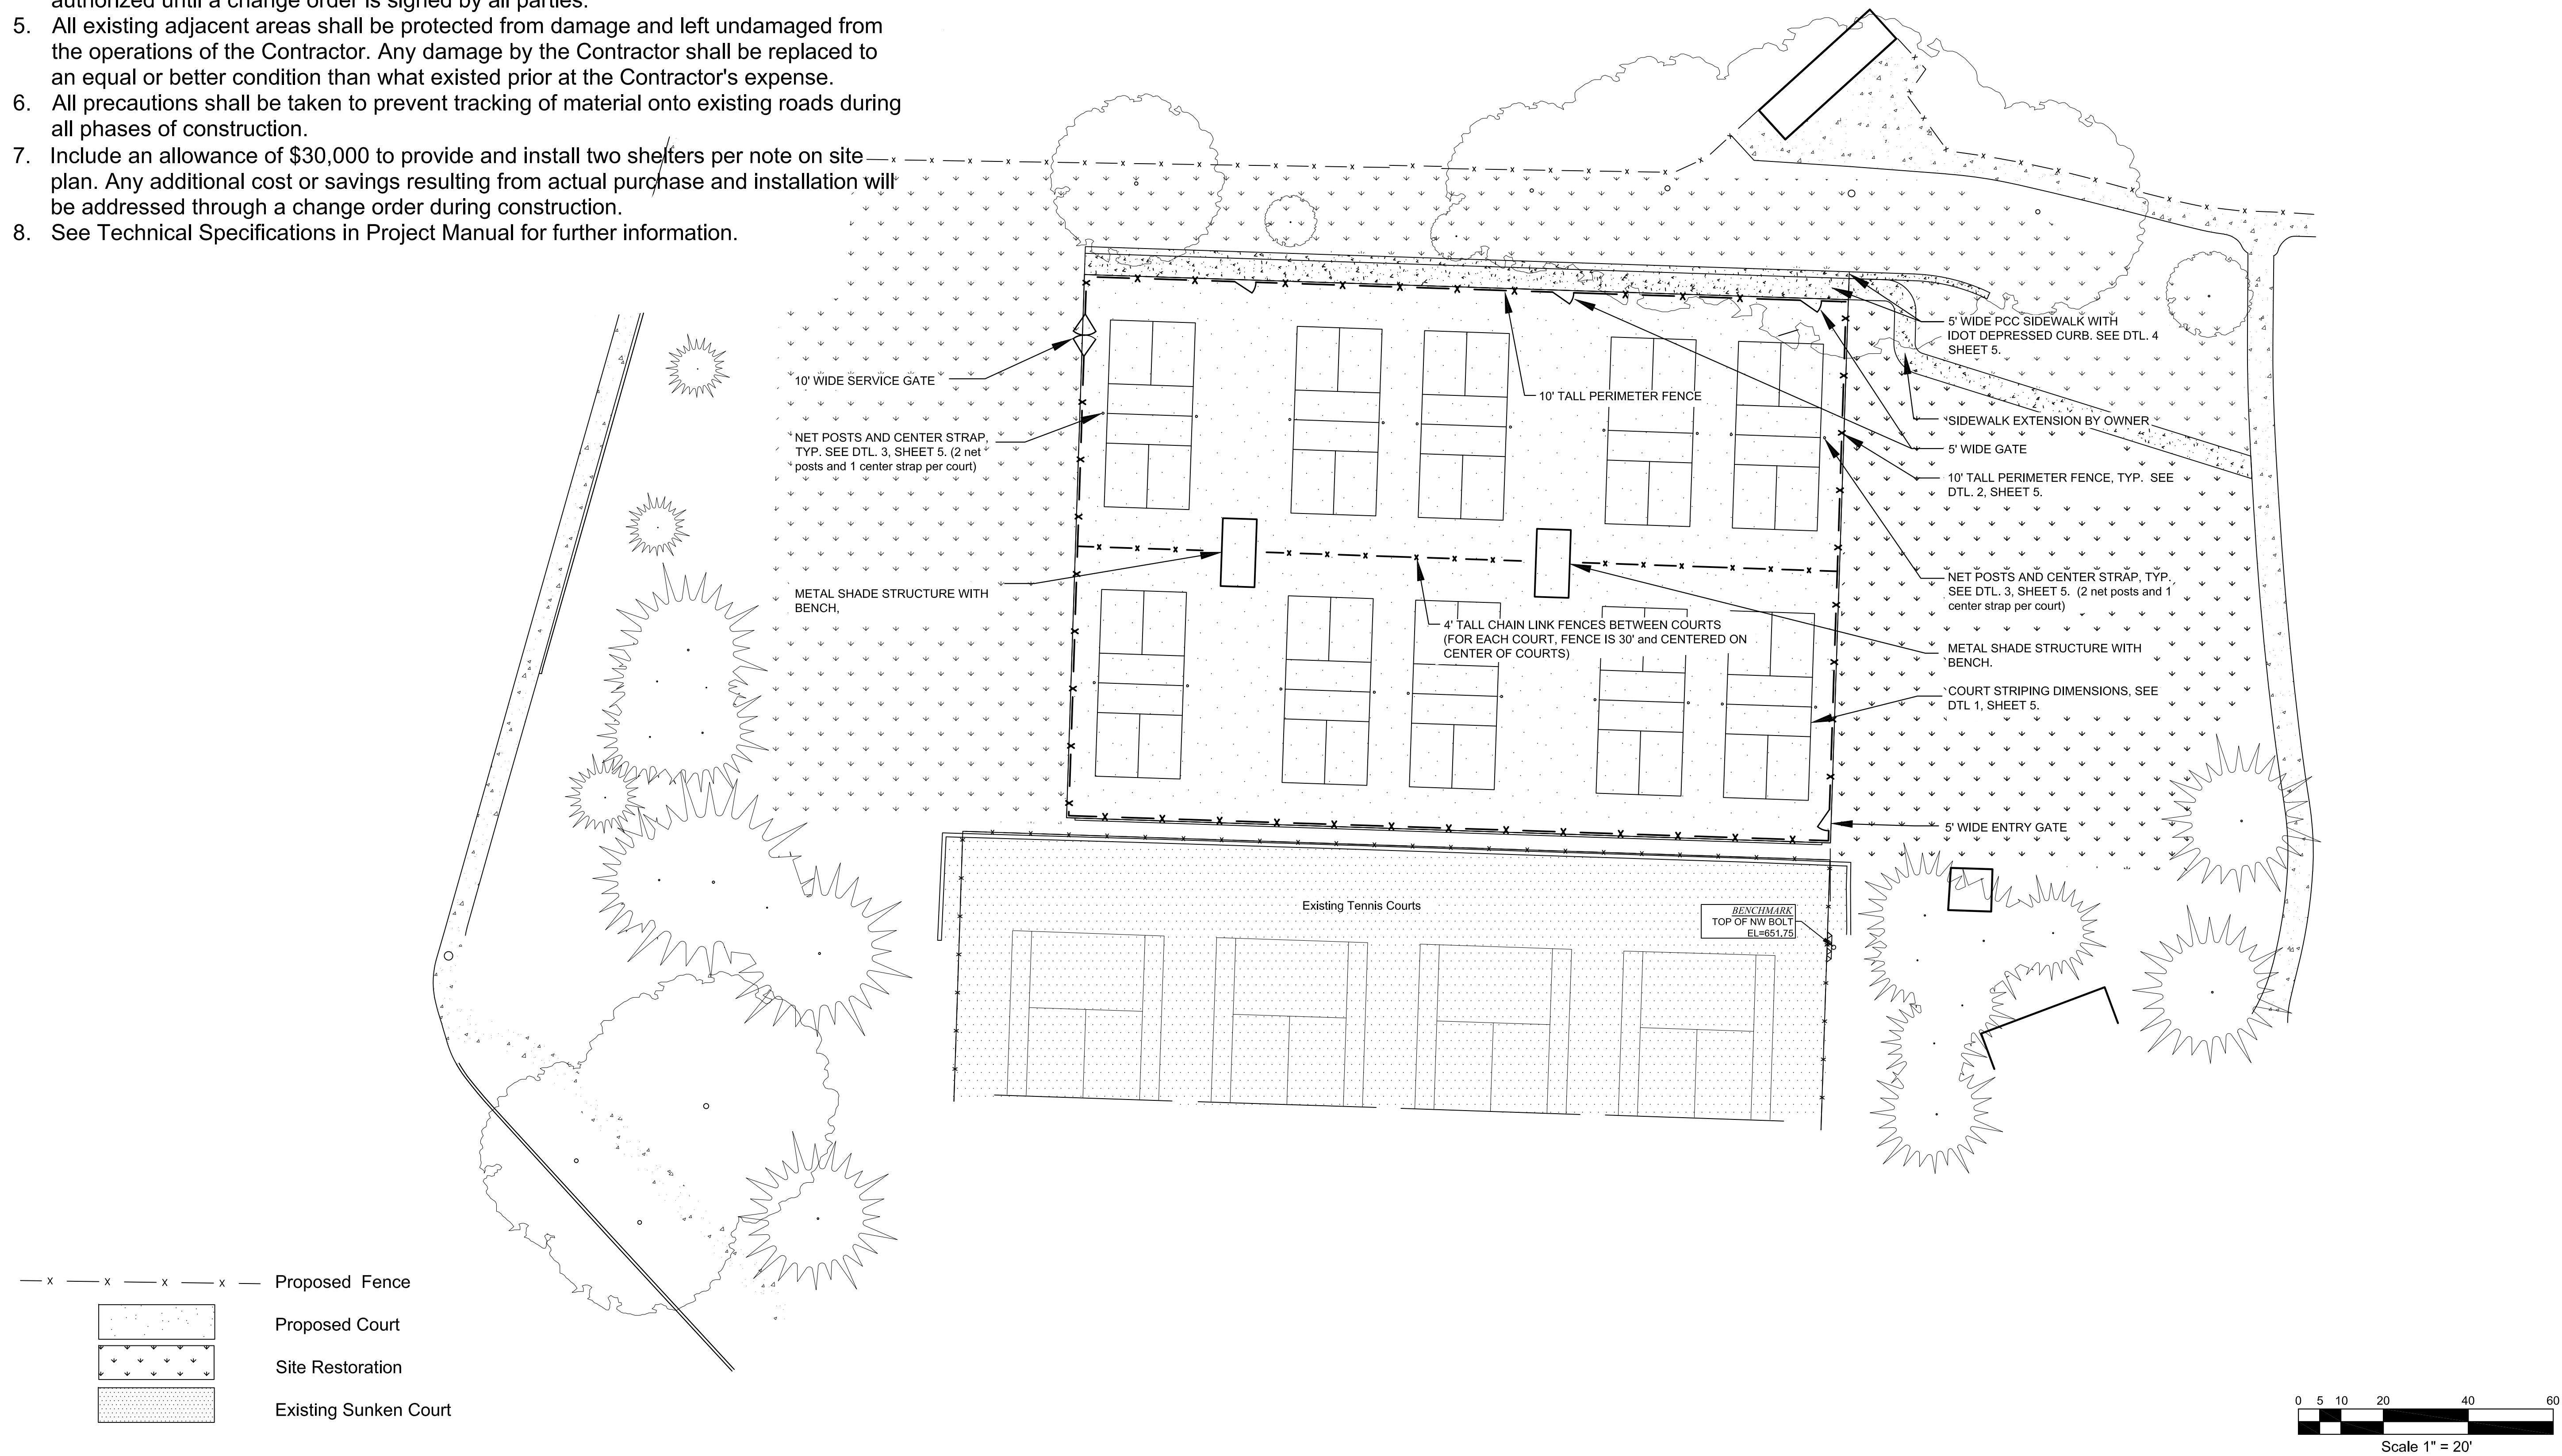 authorized until a change order is signed by all parties.
5. All existing adjacent areas shall be protected from damage and left undamaged from
the operations of the Contractor. Any damage by the Contractor shall be replaced to
an equal or better condition than what existed prior at the Contractor's expense.
6. All precautions shall be taken to prevent tracking of material onto existing roads during
all phases of construction.
7. Include an allowance of $30,000 to provide and install two shelters per note on site
plan. Any additional cost or savings resulting from actual purchase and installation will
be addressed through a change order during construction.
8. See Technical Specifications in Project Manual for further information.
10' WIDE SERVICE GATE
NET POSTS AND CENTER STRAP,
TYP. SEE DTL. 3, SHEET 5. (2 net
posts and 1 center strap per court)
METAL SHADE STRUCTURE WITH
BENCH,
10' TALL PERIMETER FENCE
4' TALL CHAIN LINK FENCES BETWEEN COURTS
(FOR EACH COURT, FENCE IS 30' and CENTERED ON
CENTER OF COURTS)
5' WIDE PCC SIDEWALK WITH
IDOT DEPRESSED CURB. SEE DTL. 4
SHEET 5.
SIDEWALK EXTENSION BY OWNER
5' WIDE GATE
10' TALL PERIMETER FENCE, TYP. SEE
DTL. 2, SHEET 5.
NET POSTS AND CENTER STRAP, TYP.
SEE DTL. 3, SHEET 5. (2 net posts and 1
center strap per court)
METAL SHADE STRUCTURE WITH
BENCH.
COURT STRIPING DIMENSIONS, SEE
DTL 1, SHEET 5.
5' WIDE ENTRY GATE
Existing Tennis Courts
BENCHMARK
TOP OF NW BOLT
EL=651.75
Proposed Fence
Proposed Court
Site Restoration
Existing Sunken Court
0 5 10 20 40 60
Scale 1" = 20'